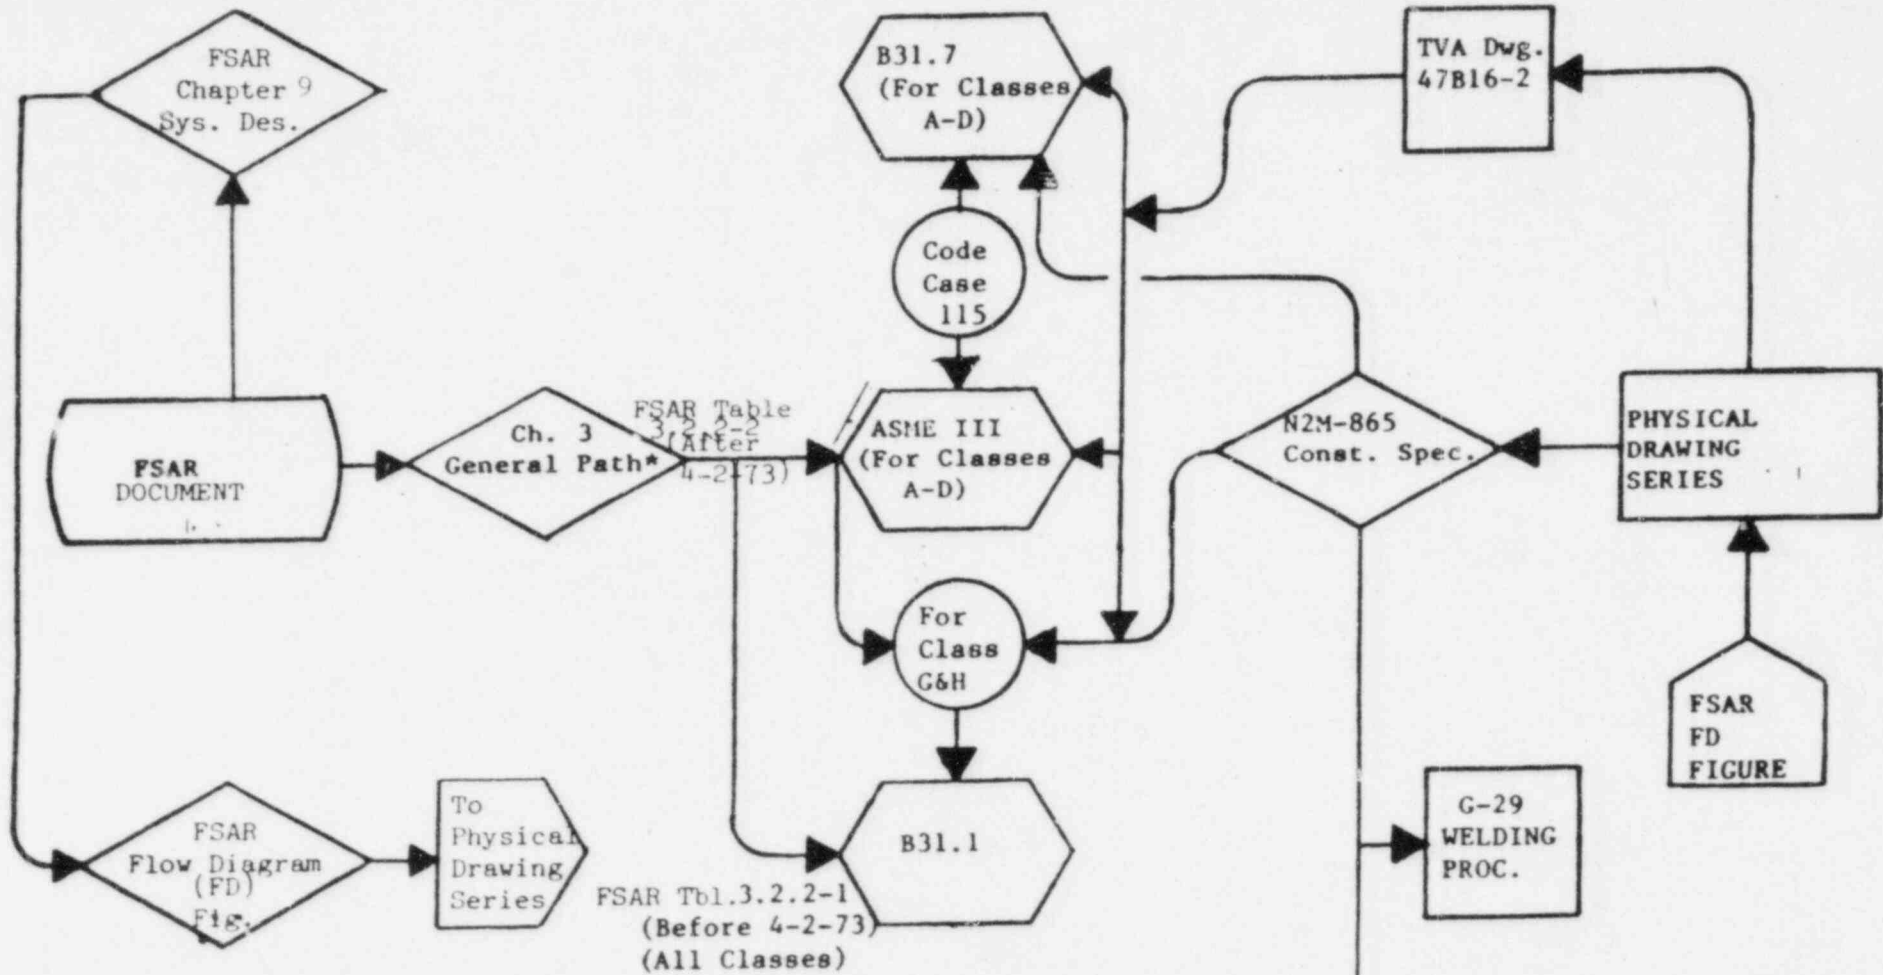 FSAR
Chapter 9
Sys. Des.
B31.7
(For Classes
A-D)
TVA Dwg.
47B16-2
Code
Case
115
FSAR
DOCUMENT
Ch. 3
General Path*
FSAR Table
3.2.2-2
(After
4-2-73)
ASME III
(For Classes
A-D)
N2M-865
Const. Spec.
PHYSICAL
DRAWING
SERIES
For
Class
G&H
FSAR
FD
FIGURE
FSAR
Flow Diagram
(FD)
Fig.
To
Physical
Drawing
Series
B31.1
FSAR Tbl.3.2.2-1
(Before 4-2-73)
(All Classes)
G-29
WELDING
PROC.